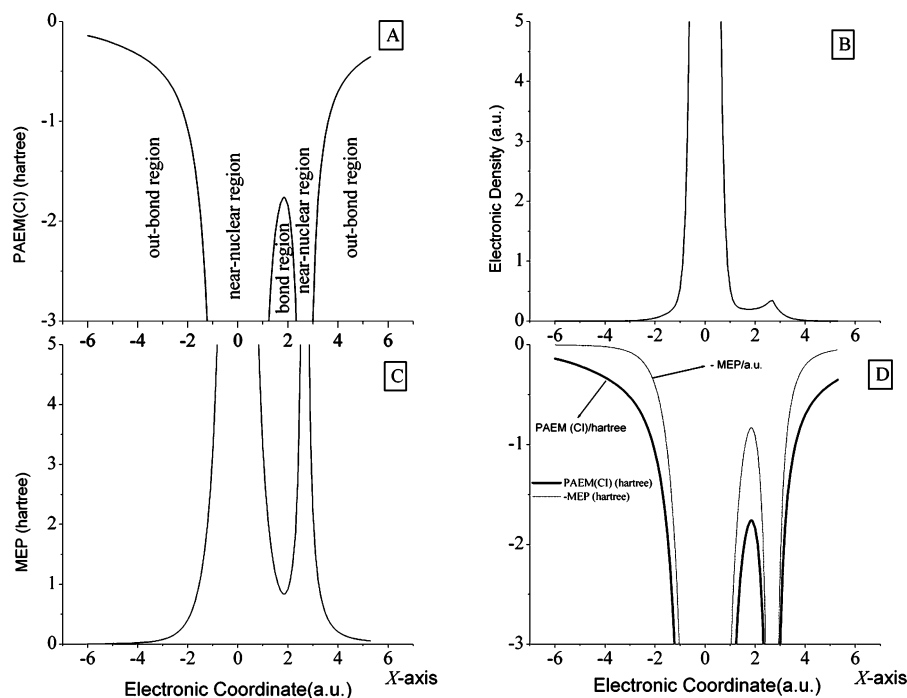 A
0
-1
-2
-3
PAEM(CI) (hartree)
out-bond region
near-nuclear region
bond region
near-nuclear region
out-bond region
-6 -4 -2 0 2 4 6
B
5
4
3
2
1
0
Electronic Density (a.u.)
-6 -4 -2 0 2 4 6
C
5
4
3
2
1
0
MEP (hartree)
-6 -4 -2 0 2 4 6
Electronic Coordinate(a.u.)
X-axis
D
0
-1
-2
-3
- MEP/a.u.
PAEM (CI)/hartree
PAEM(CI) (hartree)
-MEP (hartree)
-6 -4 -2 0 2 4 6
Electronic Coordinate(a.u.)
X-axis